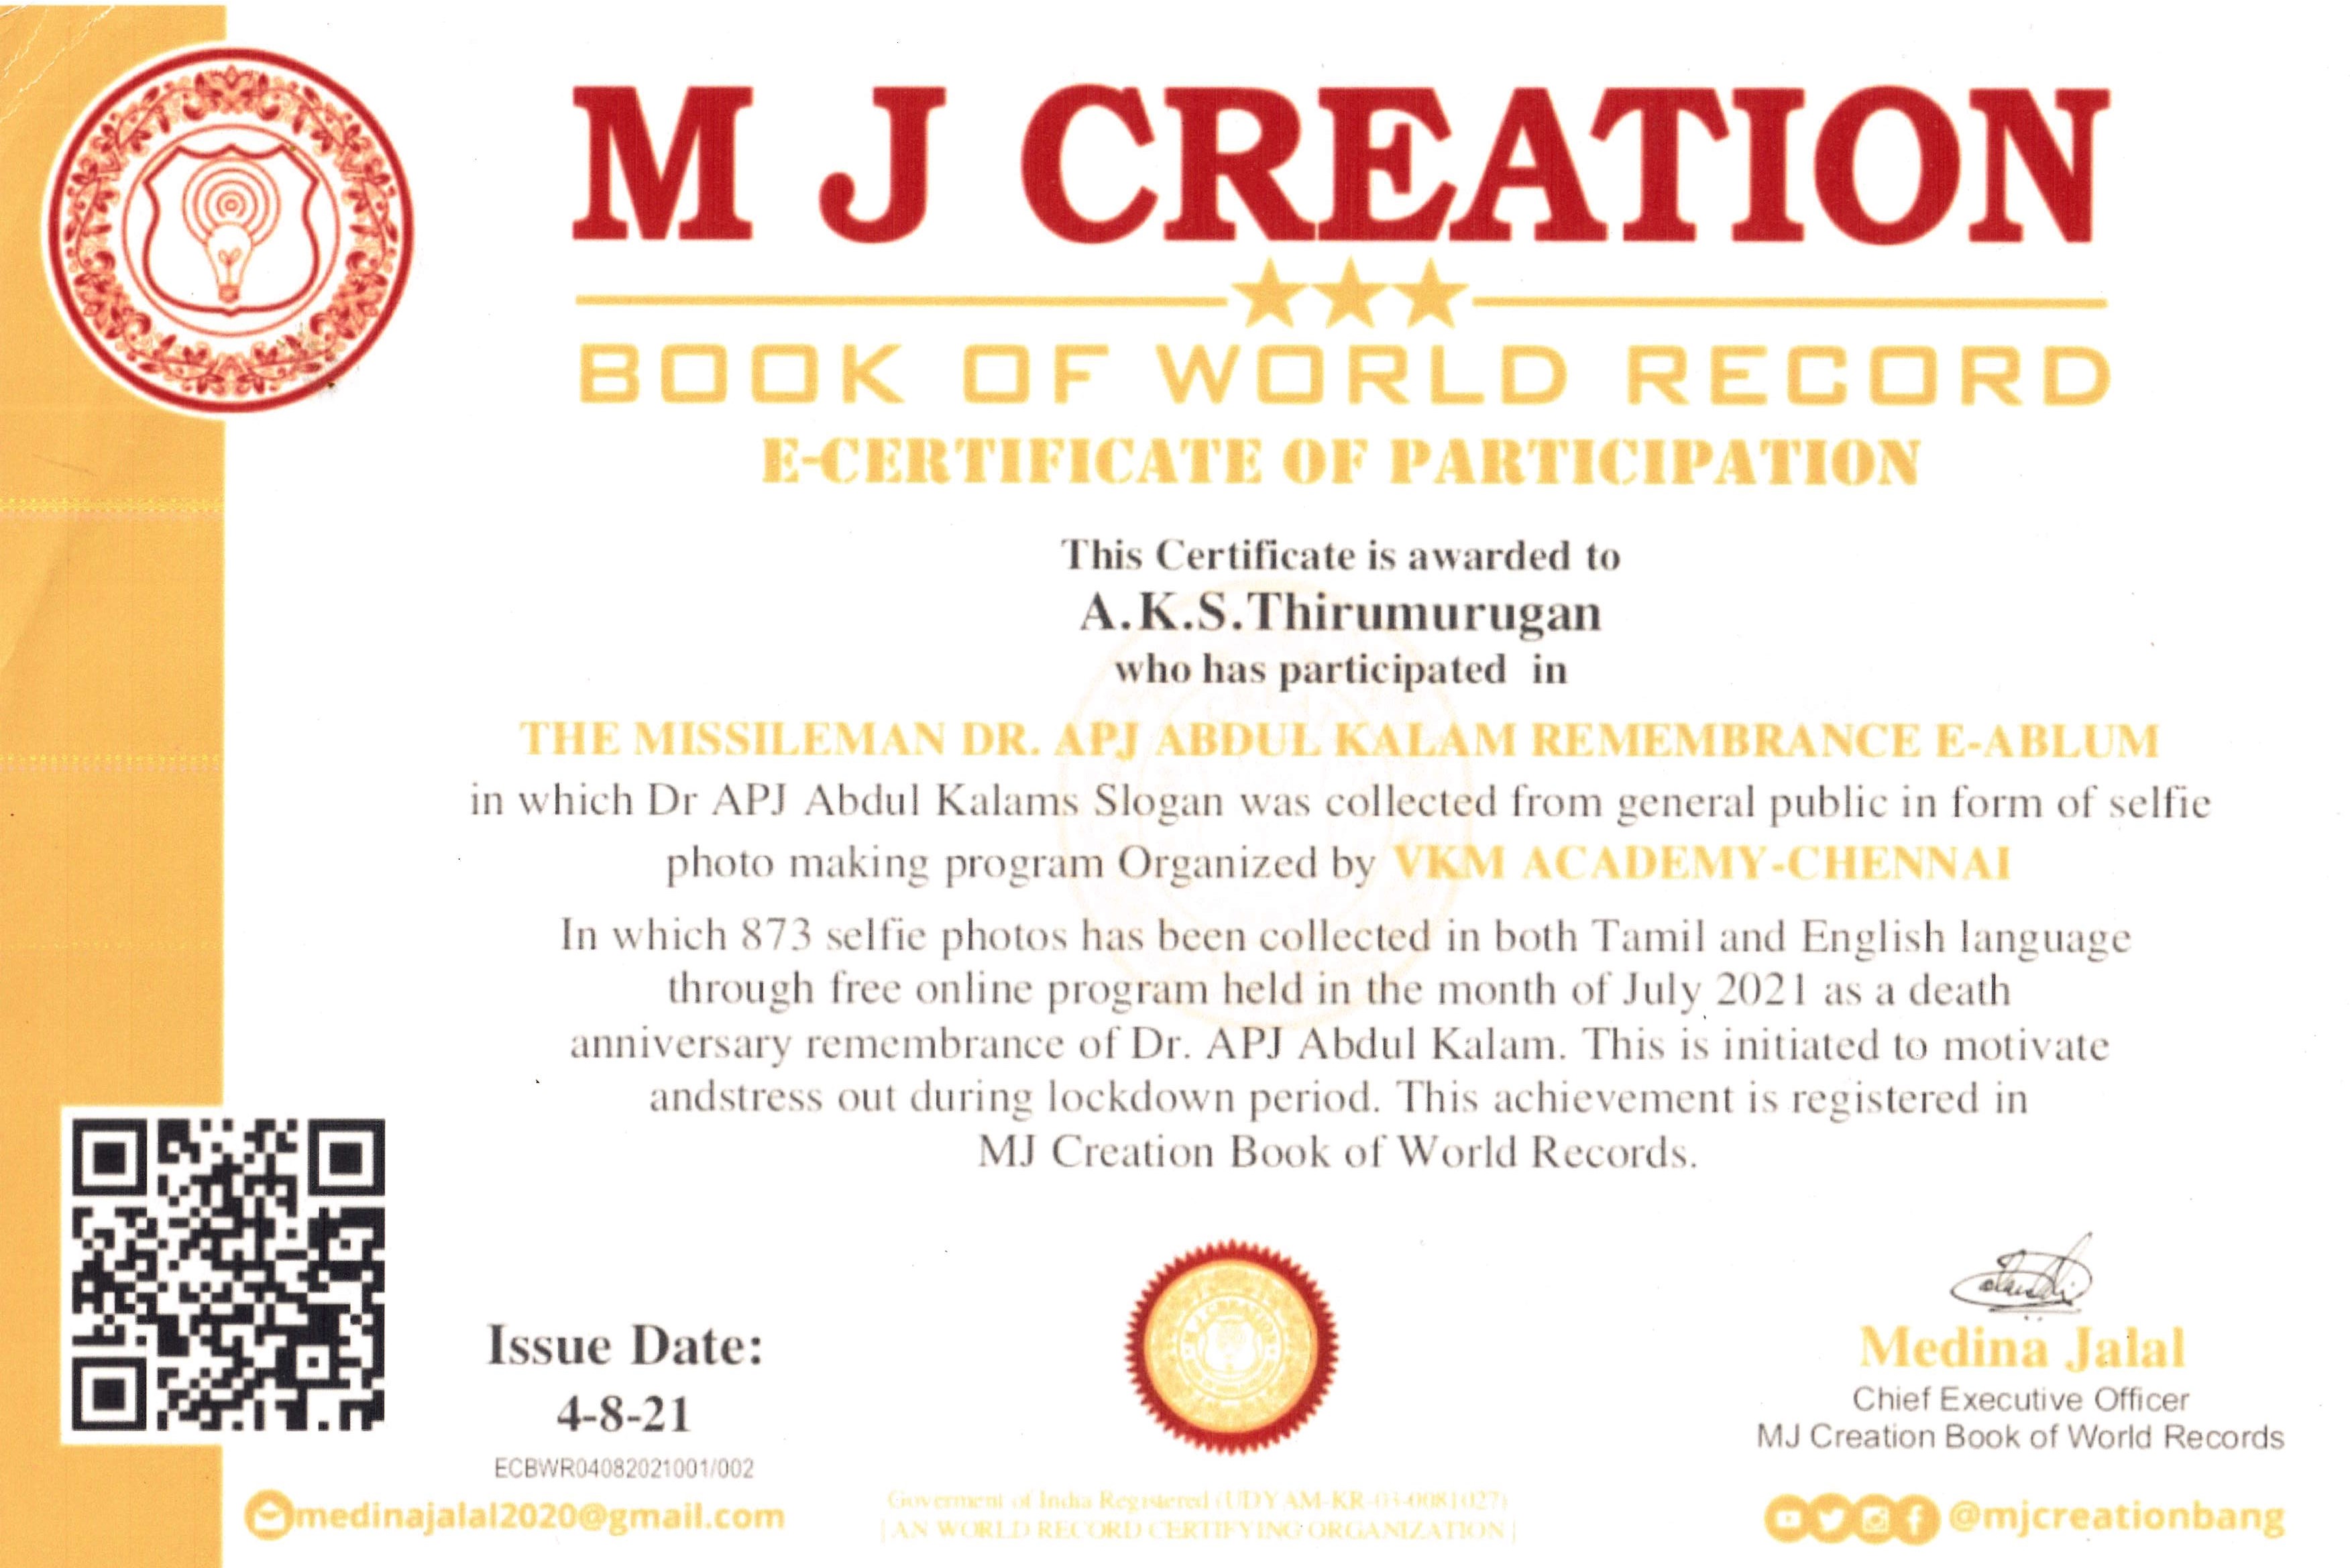 M J CREATION
BOOK OF WORLD RECORD
E-CERTIFICATE OF PARTICIPATION
This Certificate is awarded to
A.K.S.Thirumurugan
who has participated in
THE MISSILEMAN DR. APJ ABDUL KALAM REMEMBRANCE E-ABLUM
in which Dr APJ Abdul Kalams Slogan was collected from general public in form of selfie
photo making program Organized by VKM ACADEMY-CHENNAI
In which 873 selfie photos has been collected in both Tamil and English language
through free online program held in the month of July 2021 as a death
anniversary remembrance of Dr. APJ Abdul Kalam. This is initiated to motivate
andstress out during lockdown period. This achievement is registered in
MJ Creation Book of World Records.
Issue Date:
4-8-21
ECBWR04082021001/002
medinajalal2020@gmail.com
M J CREATION
Goverment of India Registered (UDYAM-KR-03-0081027)
[AN WORLD RECORD CERTIFYING ORGANIZATION]
Medina Jalal
Chief Executive Officer
MJ Creation Book of World Records
@mjcreationbang